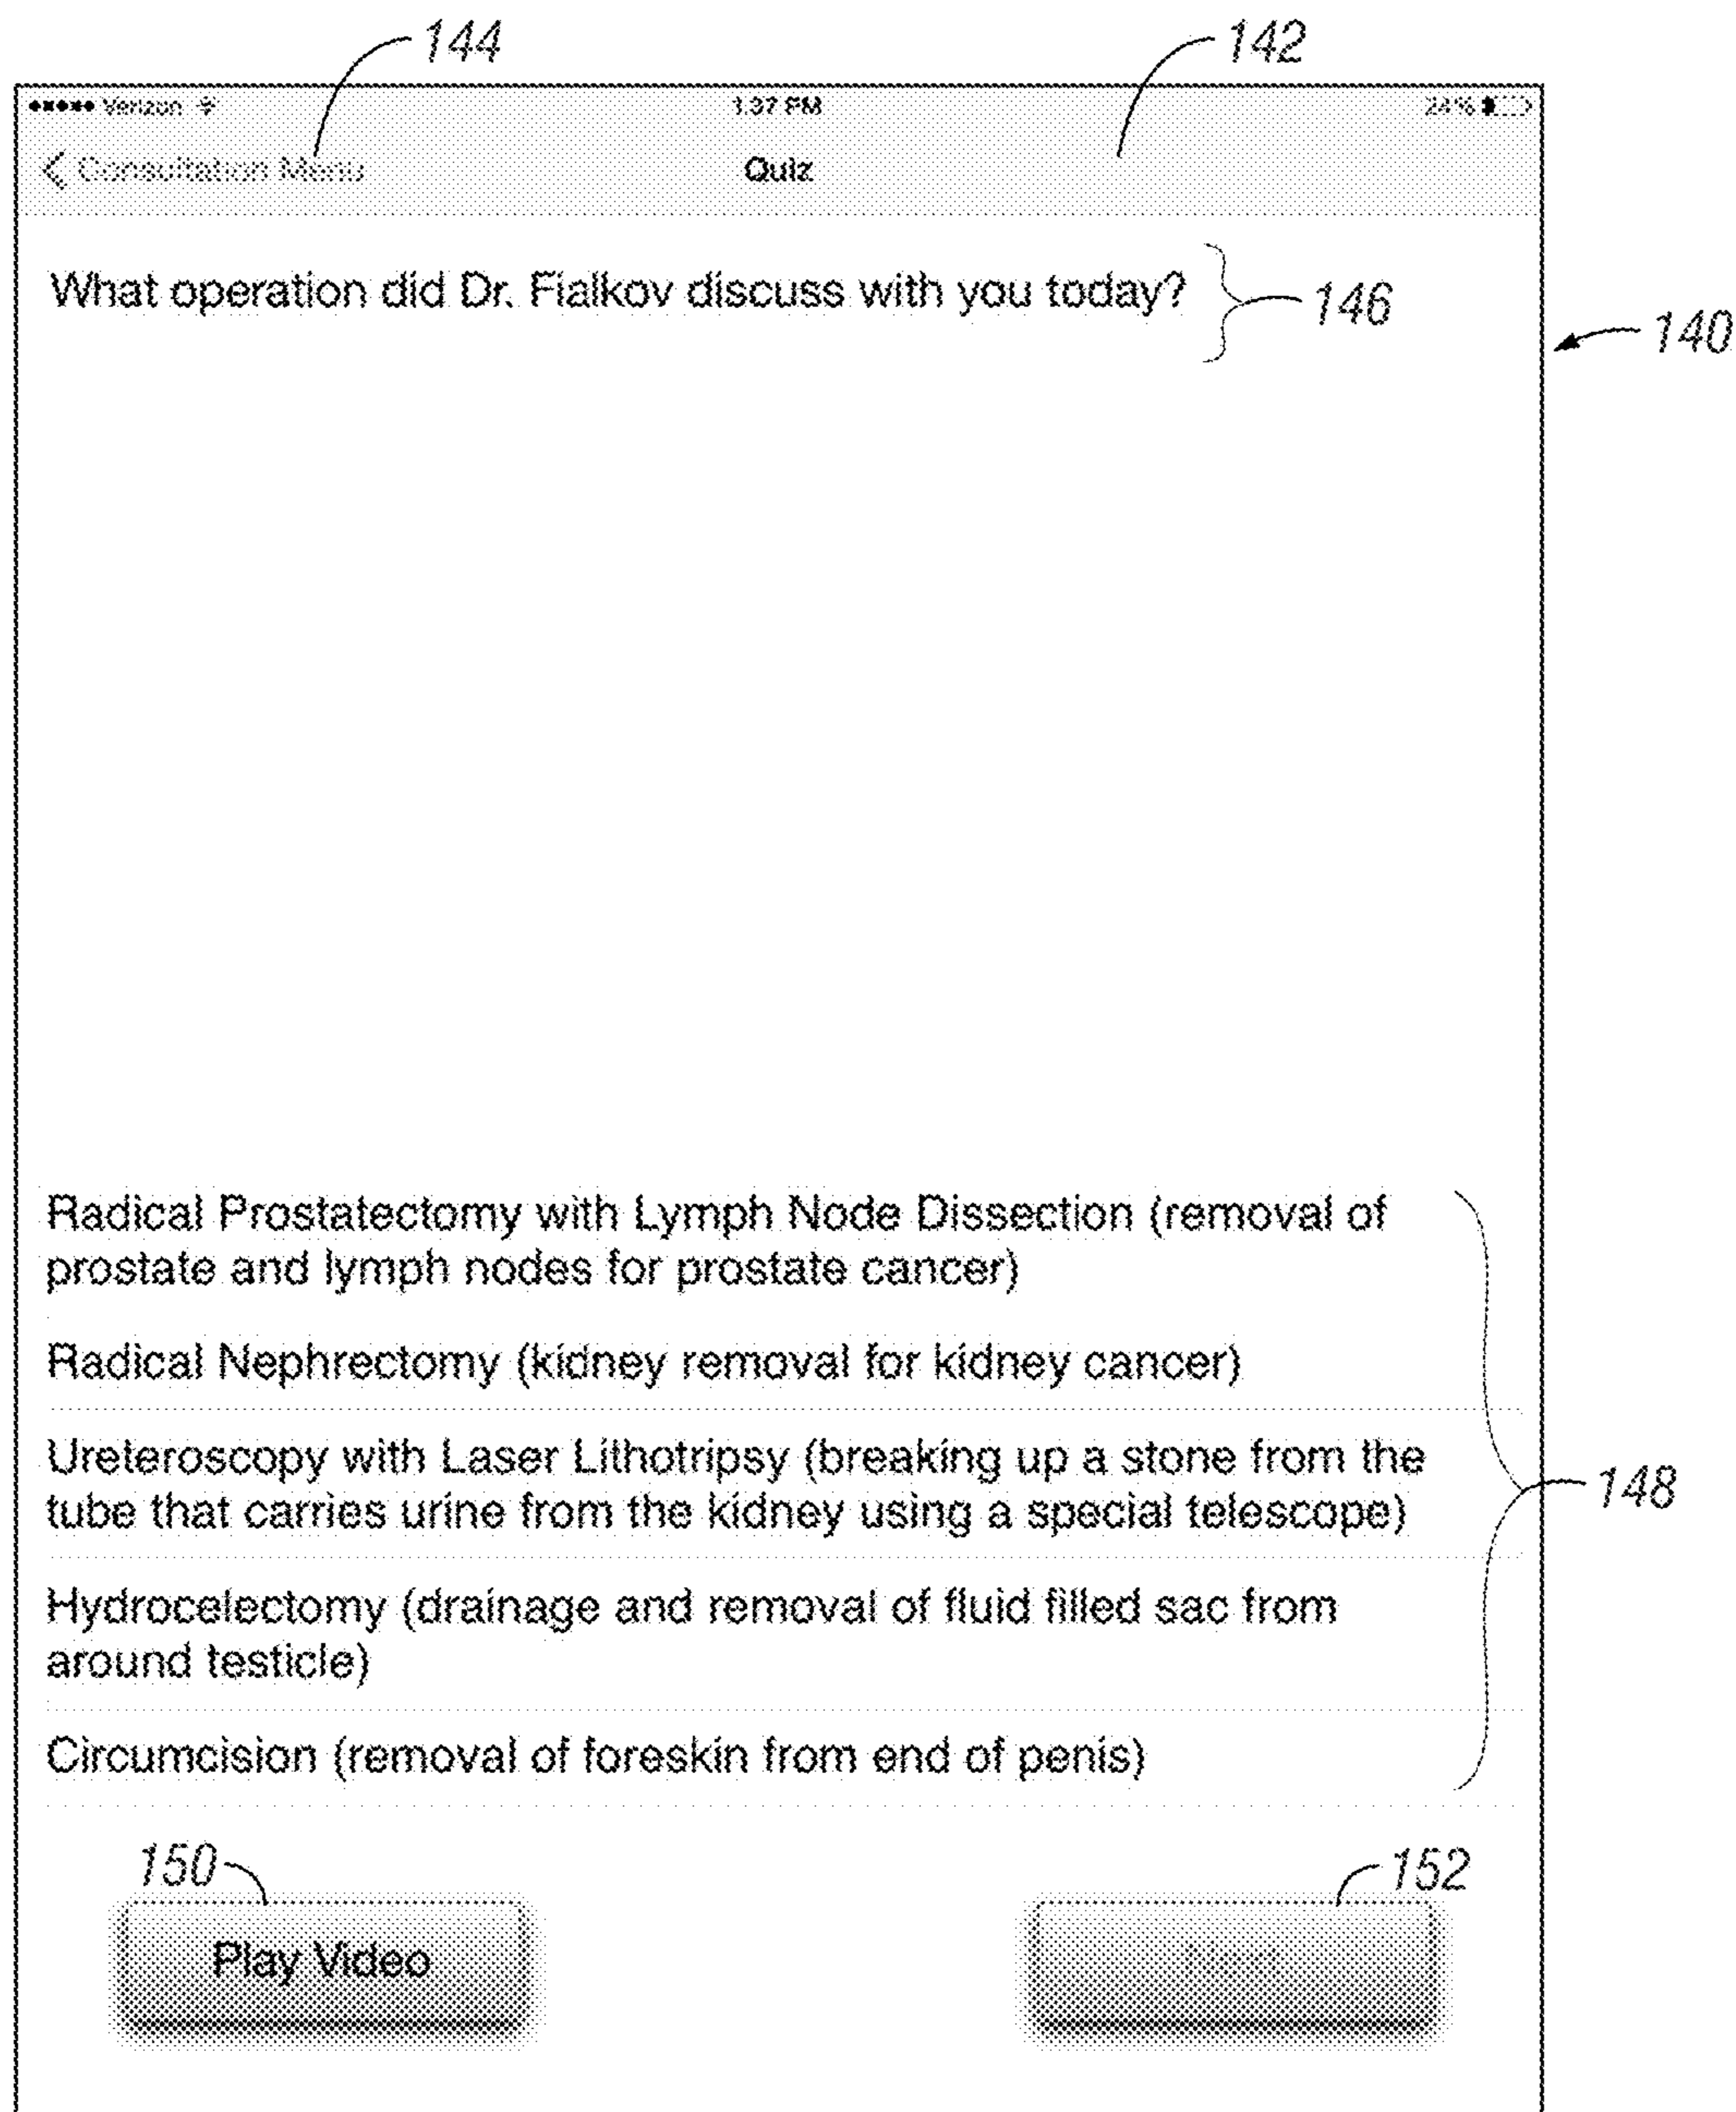 144 142
Verizon 1:37 PM 24%
Consultation Menu Quiz
What operation did Dr. Fialkov discuss with you today? 146
140
Radical Prostatectomy with Lymph Node Dissection (removal of
prostate and lymph nodes for prostate cancer)
Radical Nephrectomy (kidney removal for kidney cancer)
Ureteroscopy with Laser Lithotripsy (breaking up a stone from the
tube that carries urine from the kidney using a special telescope)
148
Hydrocelectomy (drainage and removal of fluid filled sac from
around testicle)
Circumcision (removal of foreskin from end of penis)
150 152
Play Video Next